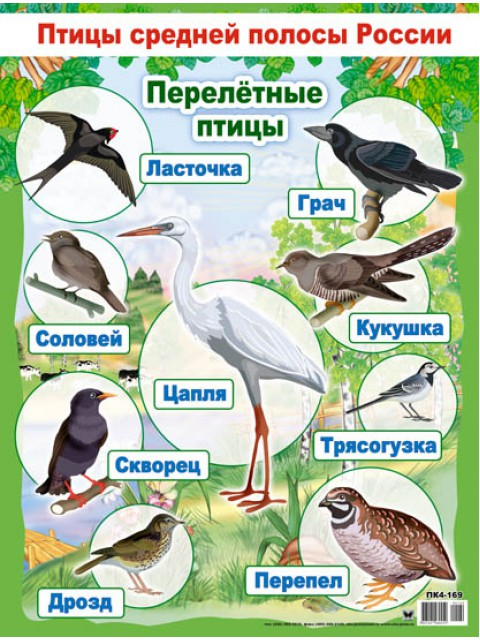 Птицы средней полосы России
Перелётные
птицы
Ласточка
Грач
Соловей
Кукушка
Цапля
Трясогузка
Скворец
Перепел
Дрозд
ПК4-169